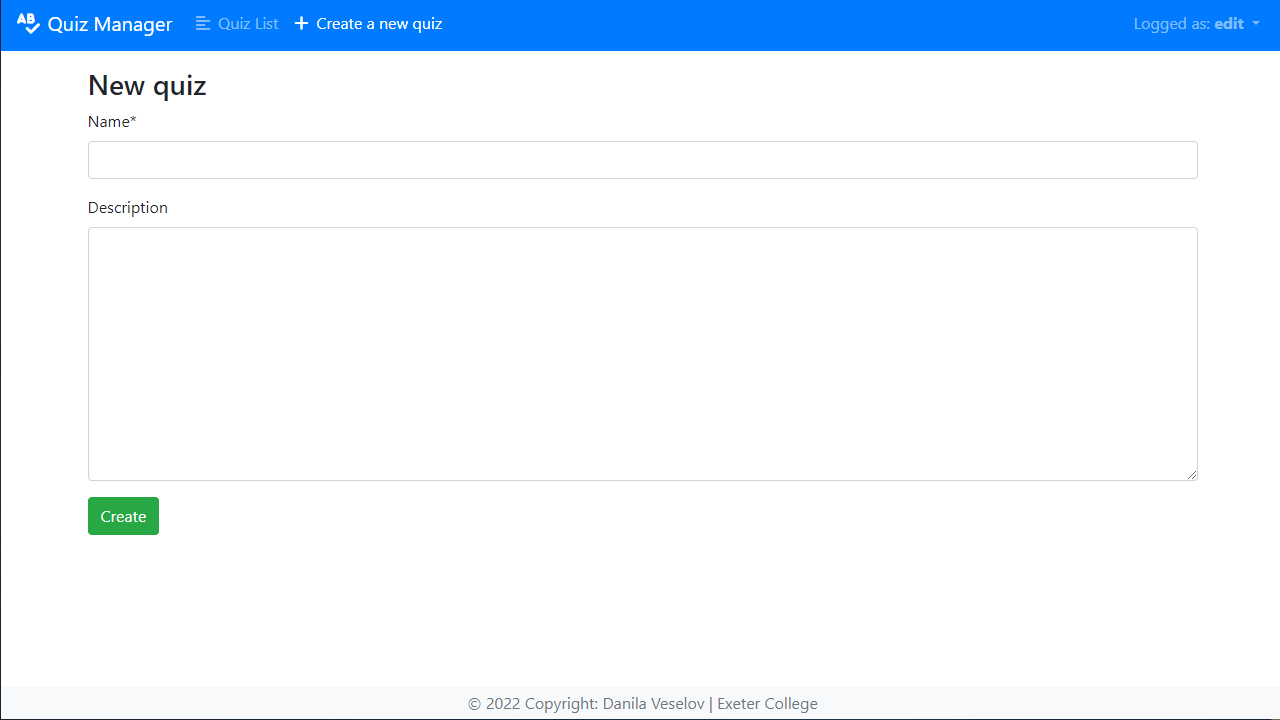 AB Quiz Manager Quiz List Create a new quiz Logged as: edit
New quiz
Name*
Description
Create
© 2022 Copyright: Danila Veselov | Exeter College